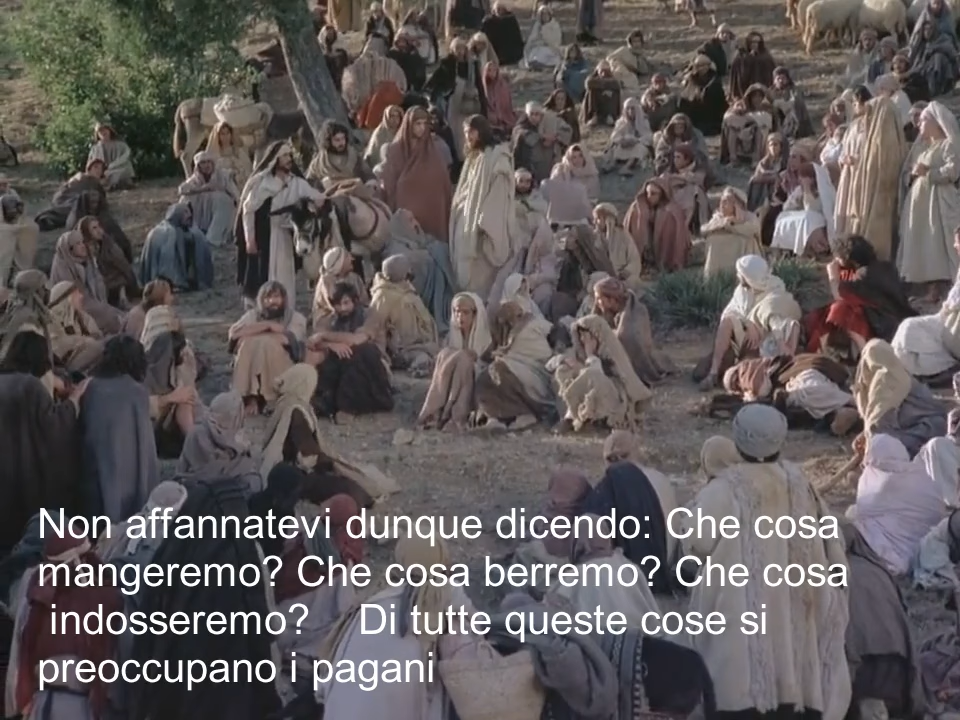 Non affannatevi dunque dicendo: Che cosa
mangeremo? Che cosa berremo? Che cosa
indosseremo? Di tutte queste cose si
preoccupano i pagani